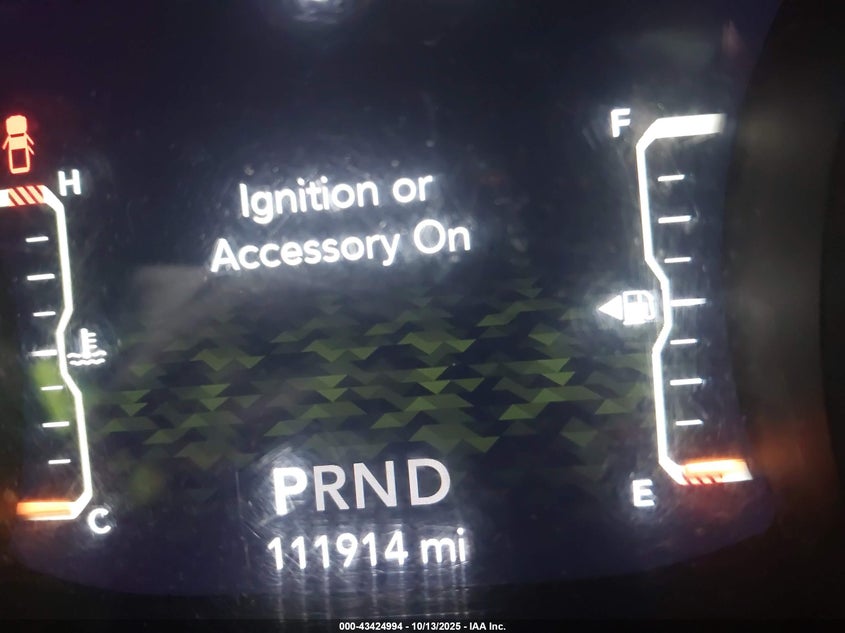 F
H
Ignition or
Accessory On
PRND
E
C
111914 mi
000-43424994 - 10/13/2025 - IAA Inc.